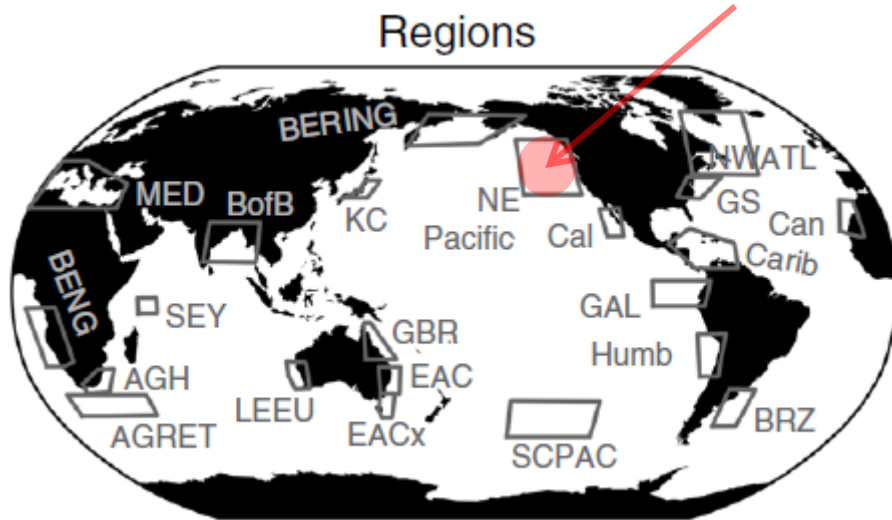 Regions
BERING
NWATL
MED
BofB
KC
NE
Pacific
Cal
GS
Can
Carib
BENG
SEY
GAL
GBR
Humb
AGH
EAC
LEEU
AGRET
EACx
SCPAC
BRZ